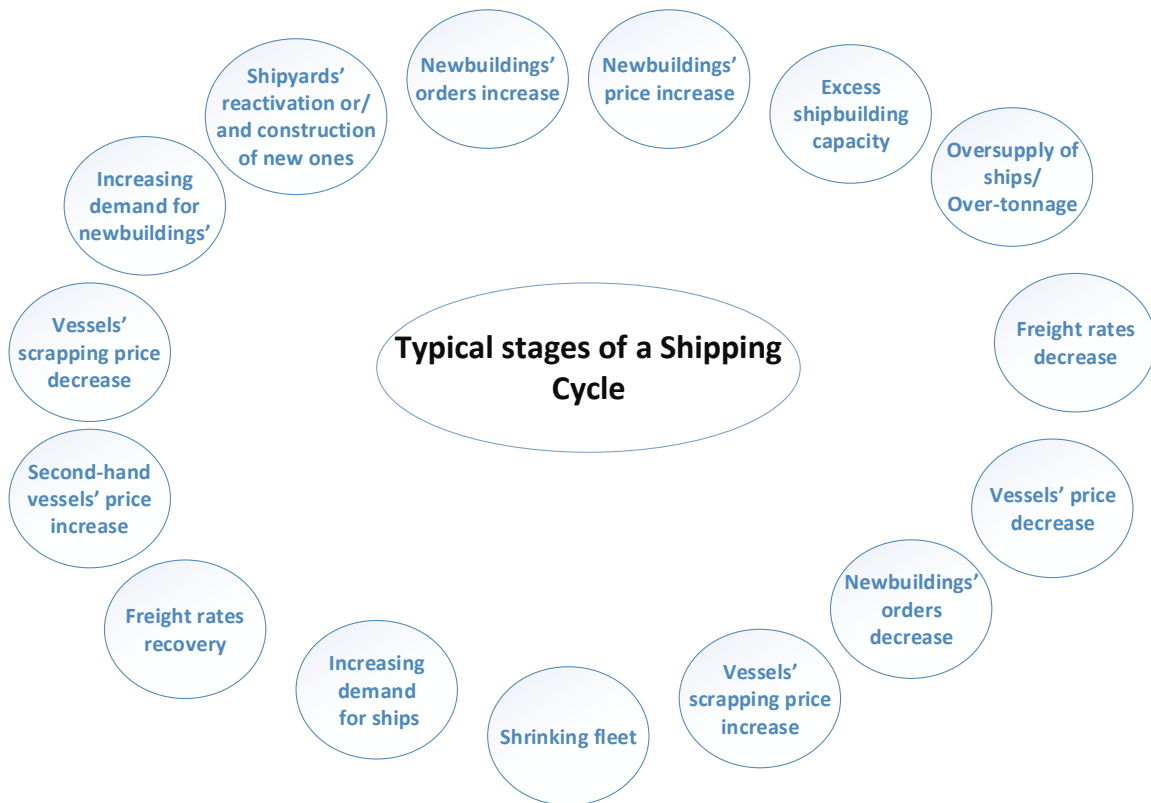 Typical stages of a Shipping
Cycle
Newbuildings’
orders increase
Newbuildings’
price increase
Excess
shipbuilding
capacity
Oversupply of
ships/
Over-tonnage
Freight rates
decrease
Vessels’ price
decrease
Newbuildings’
orders
decrease
Vessels’
scrapping price
increase
Shrinking fleet
Increasing
demand
for ships
Freight rates
recovery
Second-hand
vessels’ price
increase
Vessels’
scrapping price
decrease
Increasing
demand for
newbuildings’
Shipyards’
reactivation or/
and construction
of new ones